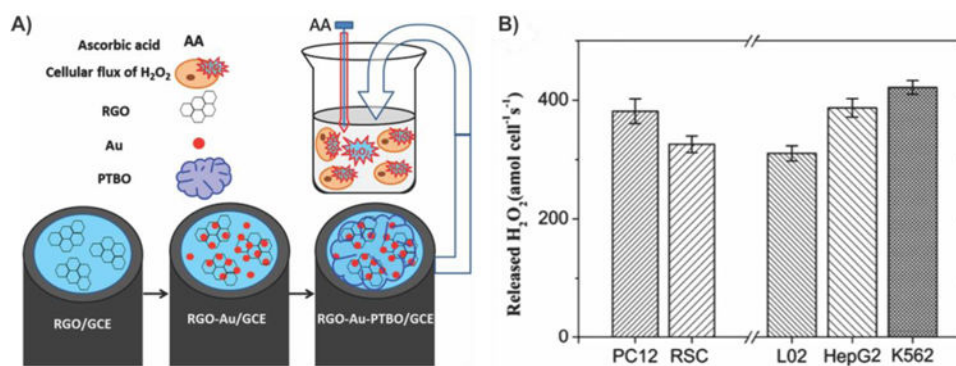 A)
Ascorbic acid AA
Cellular flux of H₂O₂
RGO
Au
PTBO
AA
RGO/GCE
RGO-Au/GCE
RGO-Au-PTBO/GCE
B)
Released H₂O₂(amol cell⁻¹s⁻¹)
400
200
0
PC12 RSC L02 HepG2 K562